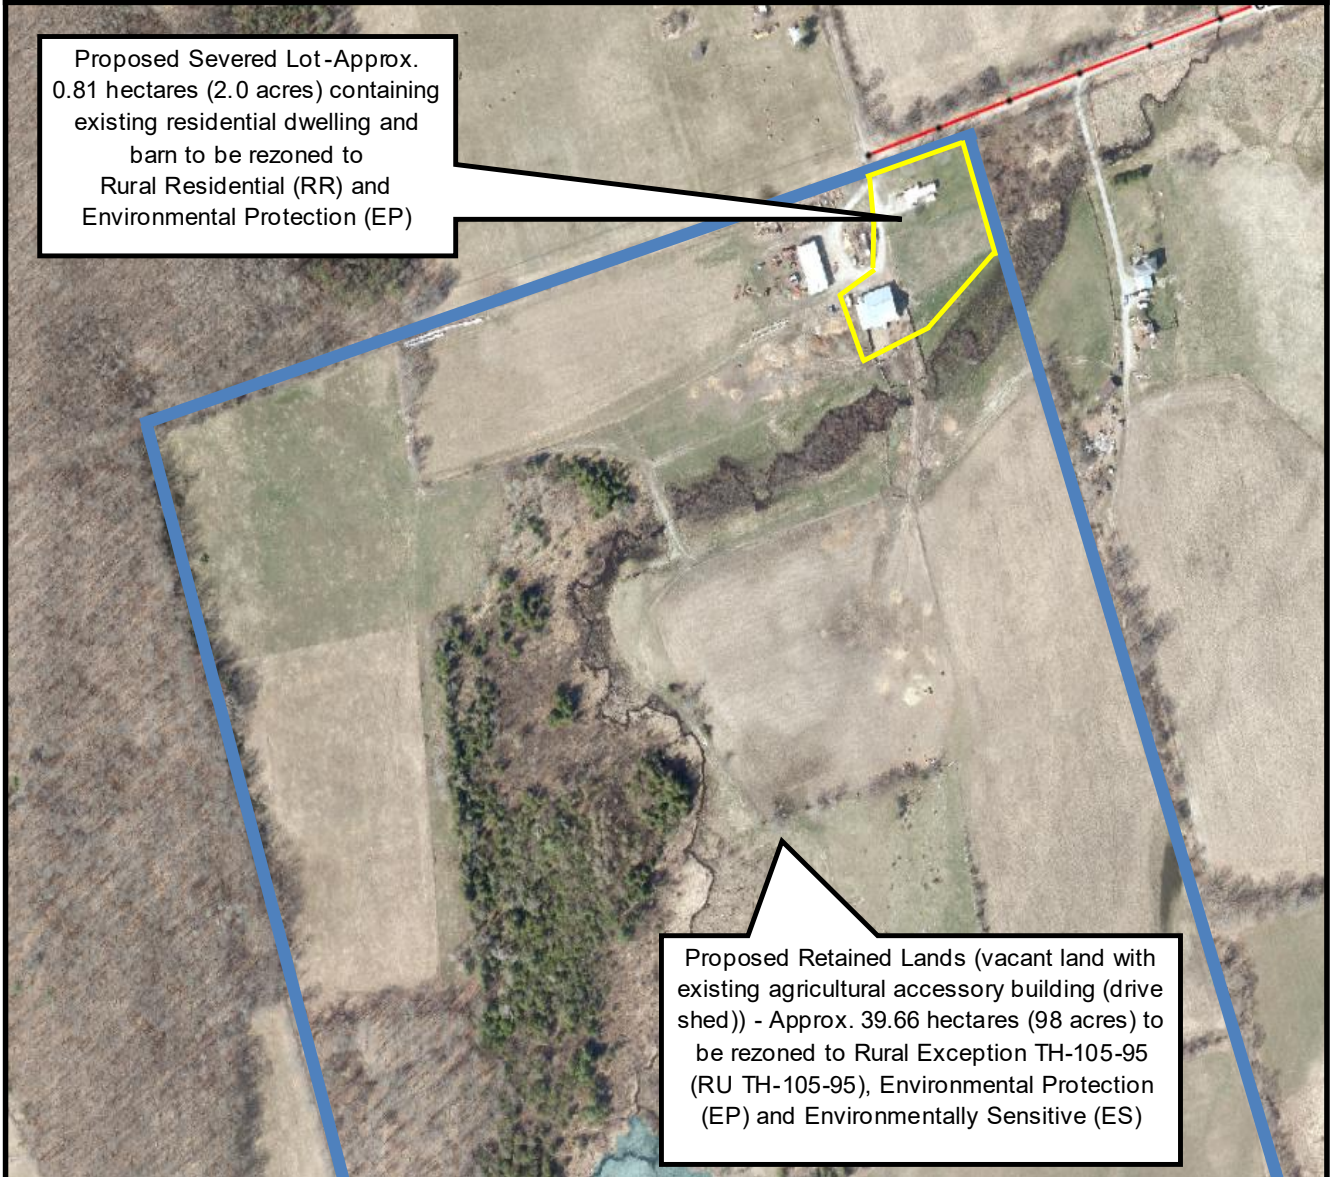 Proposed Severed Lot-Approx.
0.81 hectares (2.0 acres) containing
existing residential dwelling and
barn to be rezoned to
Rural Residential (RR) and
Environmental Protection (EP)
Proposed Retained Lands (vacant land with
existing agricultural accessory building (drive
shed)) - Approx. 39.66 hectares (98 acres) to
be rezoned to Rural Exception TH-105-95
(RU TH-105-95), Environmental Protection
(EP) and Environmentally Sensitive (ES)